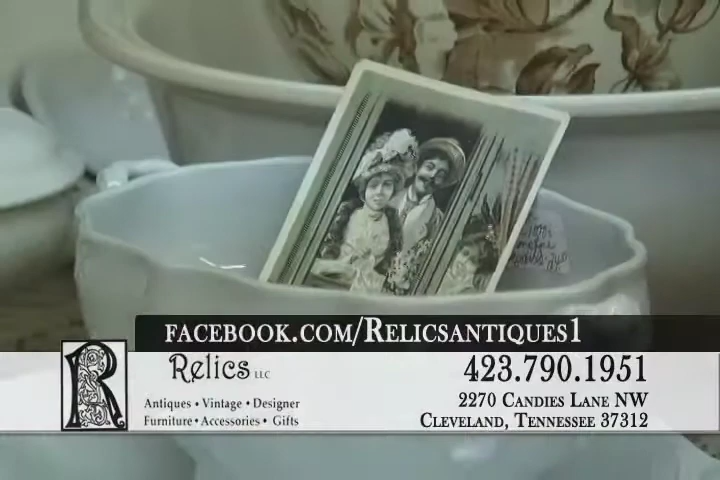 FACEBOOK.COM/RELICSANTIQUES1
R
Relics LLC
423.790.1951
Antiques • Vintage • Designer
Furniture • Accessories • Gifts
2270 CANDIES LANE NW
CLEVELAND, TENNESSEE 37312